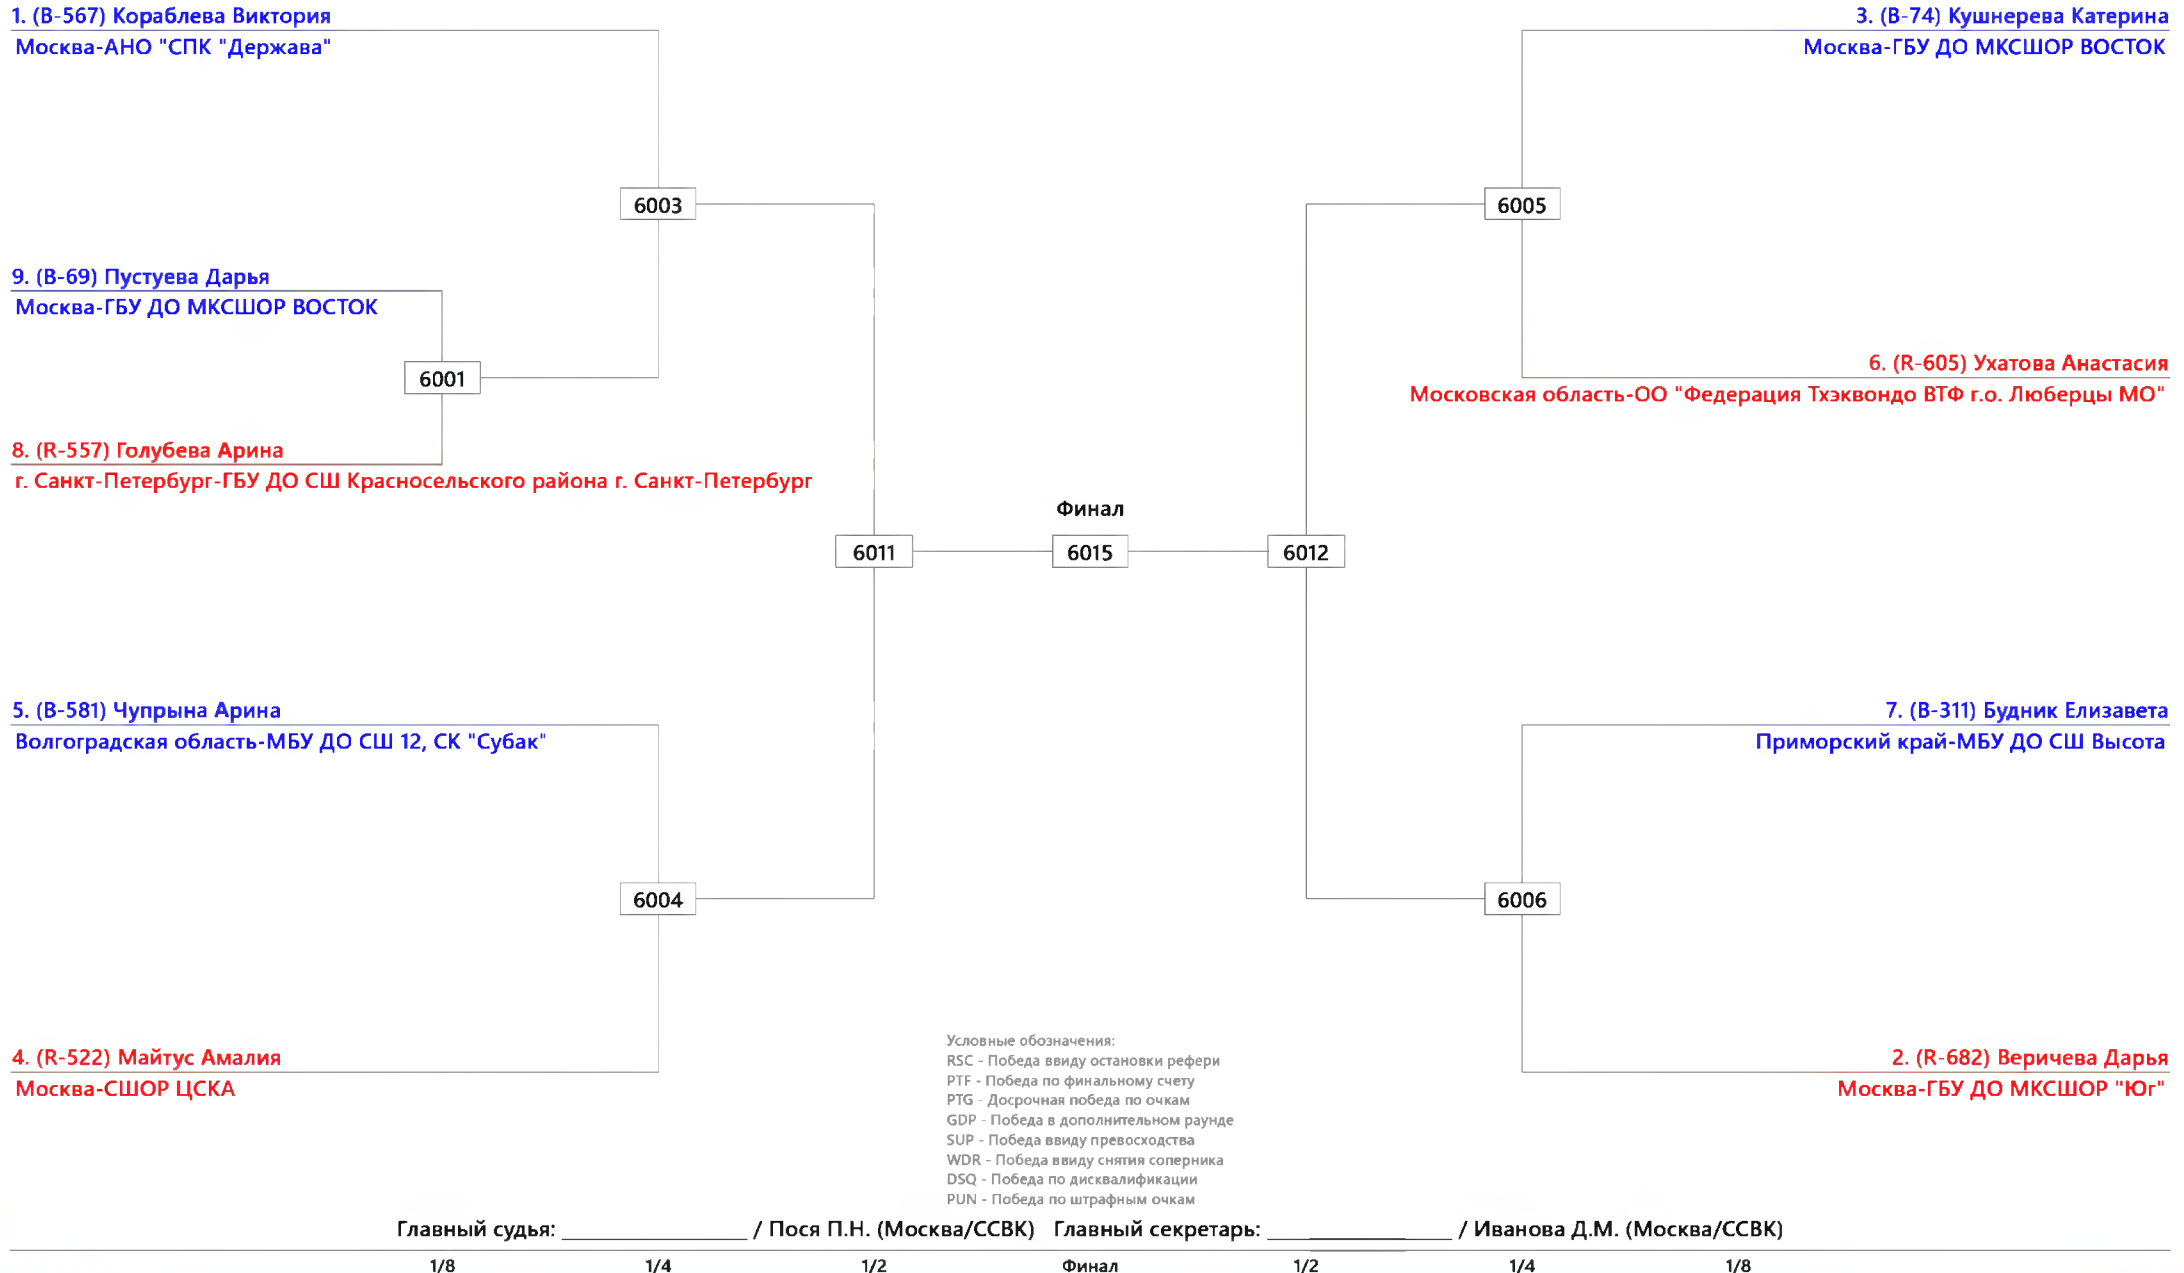 1. (B-567) Кораблева Виктория
Москва-АНО "СПК "Держава"
3. (B-74) Кушнерева Катерина
Москва-ГБУ ДО МКСШОР ВОСТОК
6003
6005
9. (B-69) Пустуева Дарья
Москва-ГБУ ДО МКСШОР ВОСТОК
6001
6. (R-605) Ухатова Анастасия
Московская область-ОО "Федерация Тхэквондо ВТФ г.о. Люберцы МО"
8. (R-557) Голубева Арина
г. Санкт-Петербург-ГБУ ДО СШ Красносельского района г. Санкт-Петербург
Финал
6011
6015
6012
5. (B-581) Чупрына Арина
Волгоградская область-МБУ ДО СШ 12, СК "Субак"
7. (B-311) Будник Елизавета
Приморский край-МБУ ДО СШ Высота
6004
6006
4. (R-522) Майтус Амалия
Москва-СШОР ЦСКА
2. (R-682) Веричева Дарья
Москва-ГБУ ДО МКСШОР "Юг"
Условные обозначения:
RSC - Победа ввиду остановки рефери
PTF - Победа по финальному счету
PTG - Досрочная победа по очкам
GDP - Победа в дополнительном раунде
SUP - Победа ввиду превосходства
WDR - Победа ввиду снятия соперника
DSQ - Победа по дисквалификации
PUN - Победа по штрафным очкам
Главный судья: ________________ / Пося П.Н. (Москва/ССВК) Главный секретарь: ________________ / Иванова Д.М. (Москва/ССВК)
1/8 1/4 1/2 Финал 1/2 1/4 1/8